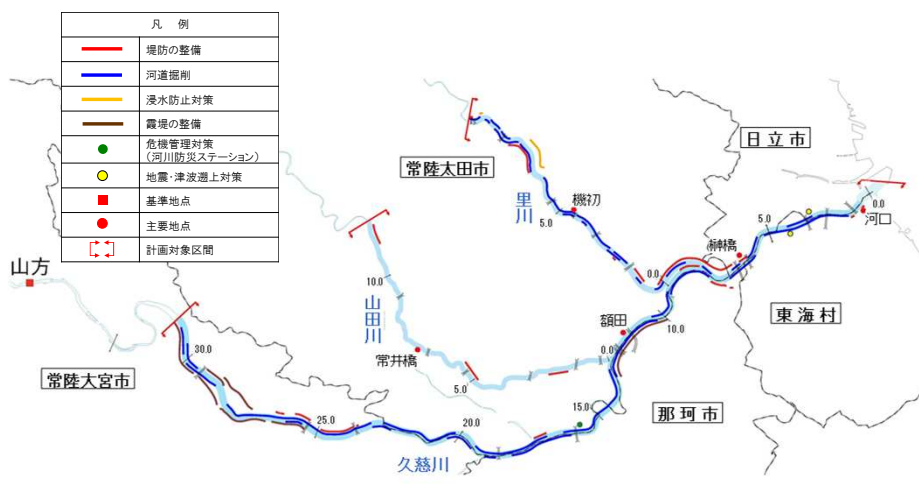 凡 例
堤防の整備
河道掘削
浸水防止対策
霞堤の整備
危機管理対策
(河川防災ステーション)
地震・津波遡上対策
基準地点
主要地点
計画対象区間
日立市
常陸太田市
里川
機初
5.0
0.0
5.0
0.0
河口
榊橋
山方
10.0
山田川
常井橋
5.0
0.0
額田
10.0
東海村
那珂市
常陸大宮市
30.0
25.0
20.0
15.0
久慈川